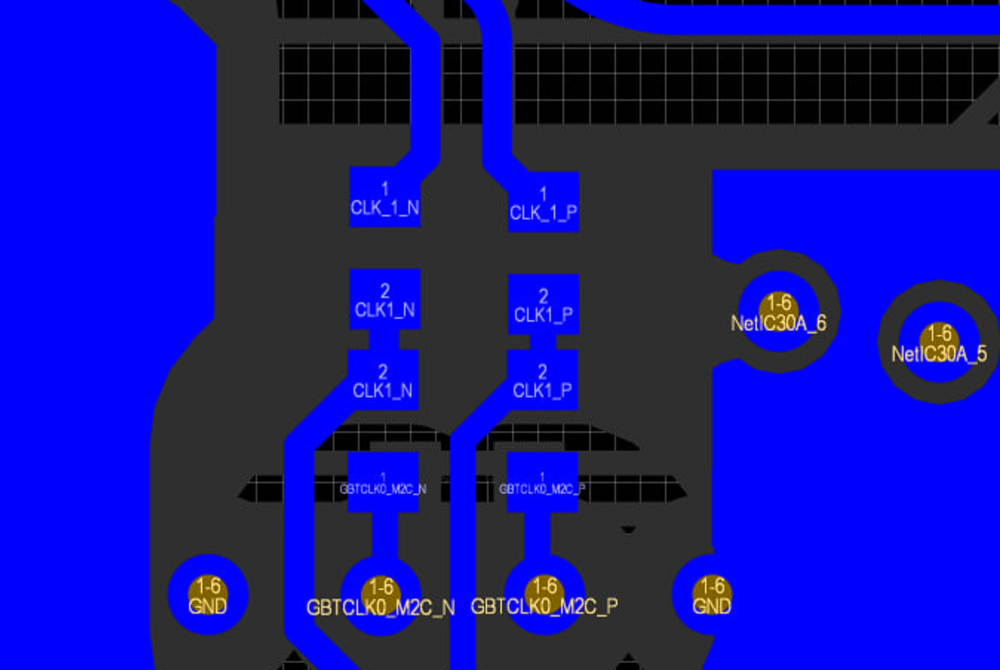 1
CLK_1_N
1
CLK_1_P
2
CLK1_N
2
CLK1_P
1-6
NetIC30A_6
1-6
NetIC30A_5
2
CLK1_N
2
CLK1_P
1
GBTCLK0_M2C_N
1
GBTCLK0_M2C_P
1-6
GND
1-6
GBTCLK0_M2C_N
1-6
GBTCLK0_M2C_P
1-6
GND